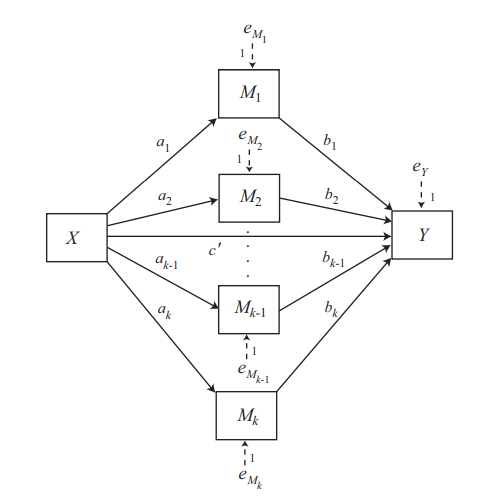 e_{M_1}
1
M_1
a_1
b_1
e_{M_2}
1
a_2
M_2
b_2
e_Y
1
X
c′
Y
a_{k-1}
b_{k-1}
M_{k-1}
a_k
b_k
1
e_{M_{k-1}}
M_k
1
e_{M_k}